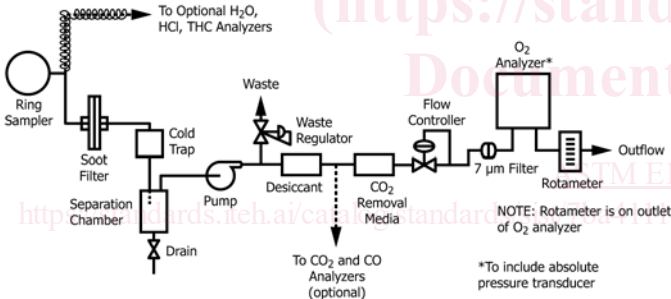 (https://stand
Document
To Optional H₂O,
HCl, THC Analyzers
O₂
Analyzer*
Ring
Sampler
Waste
Flow
Controller
Soot
Filter
Cold
Trap
Waste
Regulator
Outflow
7 µm Filter
Rotameter
Separation
Chamber
Pump
Desiccant
CO₂
Removal
Media
ASTM E
https://standards.iteh.ai/catalog/standards/
NOTE: Rotameter is on outlet
of O₂ analyzer
Drain
To CO₂ and CO
Analyzers
(optional)
*To include absolute
pressure transducer